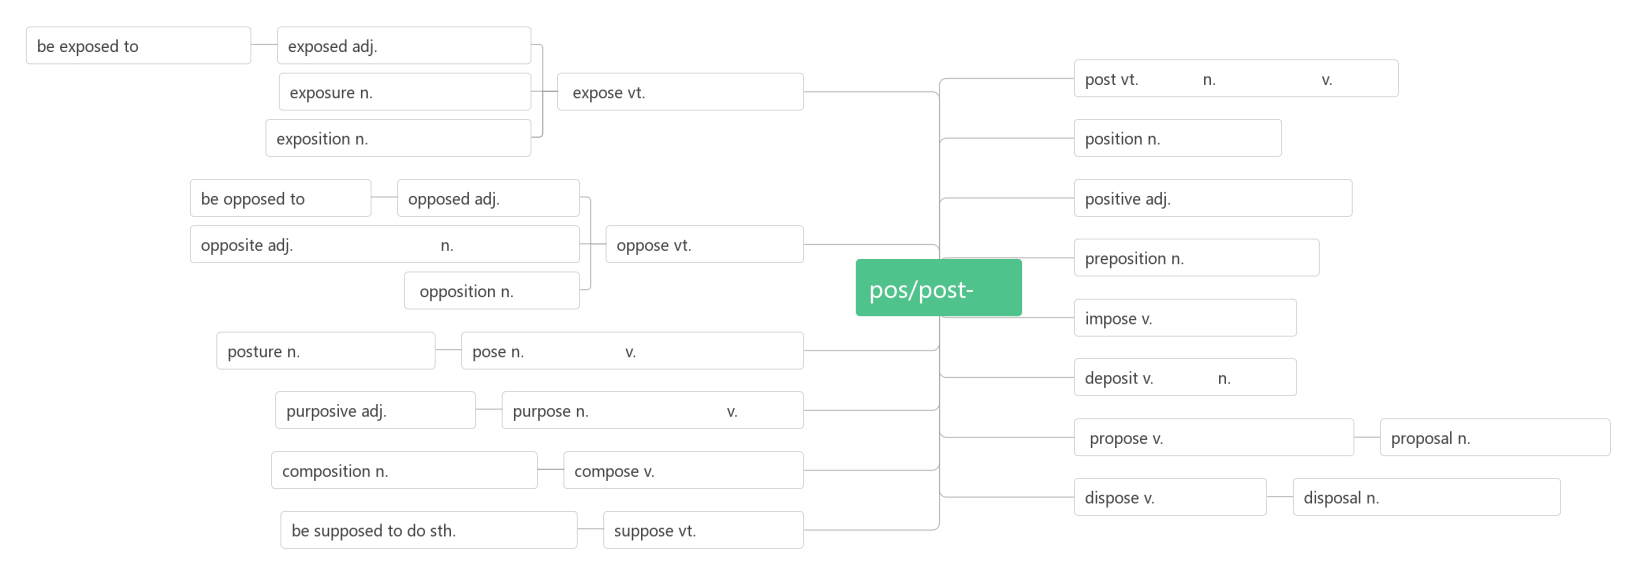 pos/post-
post vt. n. v.
position n.
positive adj.
preposition n.
impose v.
deposit v. n.
propose v.
proposal n.
dispose v.
disposal n.
expose vt.
exposed adj.
be exposed to
exposure n.
exposition n.
oppose vt.
opposed adj.
be opposed to
opposite adj. n.
opposition n.
pose n. v.
posture n.
purpose n. v.
purposive adj.
compose v.
composition n.
suppose vt.
be supposed to do sth.